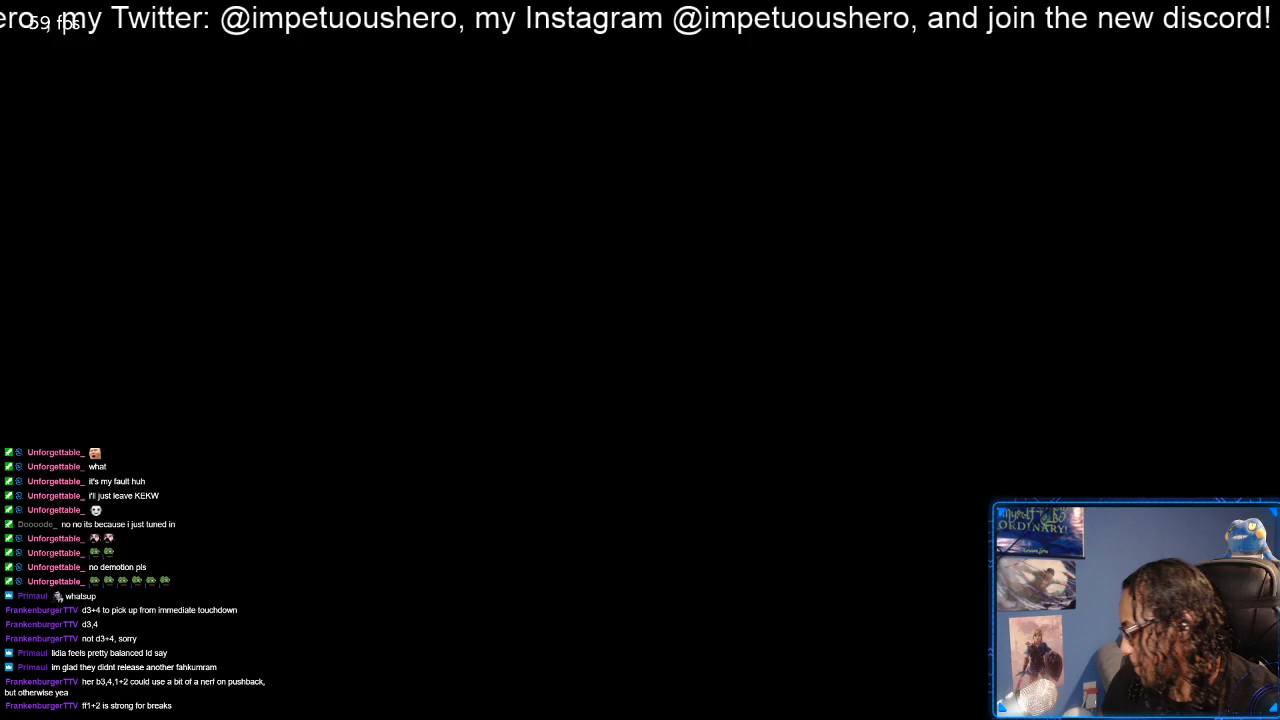 ero, my Twitter: @impetuoushero, my Instagram @impetuoushero, and join the new discord!
59 fps
Unforgettable_
Unforgettable_ what
Unforgettable_ it's my fault huh
Unforgettable_ i'll just leave KEKW
Unforgettable_
Doooode_ no no its because i just tuned in
Unforgettable_
Unforgettable_
Unforgettable_ no demotion pls
Unforgettable_
Primaul whatsup
FrankenburgerTTV d3+4 to pick up from immediate touchdown
FrankenburgerTTV d3,4
FrankenburgerTTV not d3+4, sorry
Primaul lidia feels pretty balanced Id say
Primaul im glad they didnt release another fahkumram
FrankenburgerTTV her b3,4,1+2 could use a bit of a nerf on pushback,
but otherwise yea
FrankenburgerTTV ff1+2 is strong for breaks
Myself
ORDINARY!